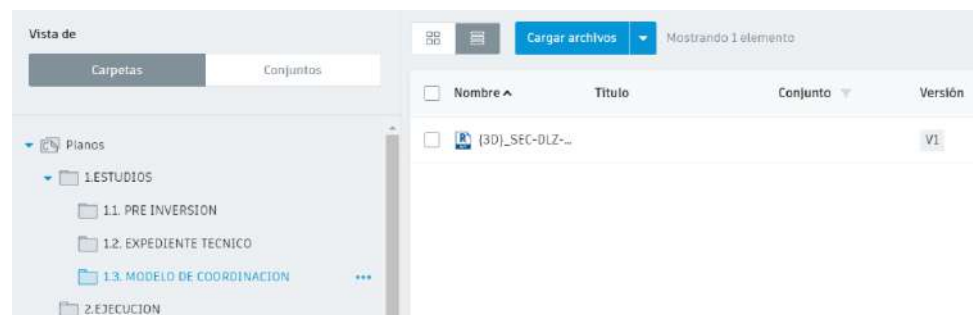 Vista de
Carpetas
Conjuntos
Planos
1.ESTUDIOS
1.1. PRE INVERSION
1.2. EXPEDIENTE TECNICO
1.3. MODELO DE COORDINACION
2.EJECUCION
Cargar archivos
Mostrando 1 elemento
Nombre Título Conjunto Versión
{3D}_SEC-DLZ-... V1